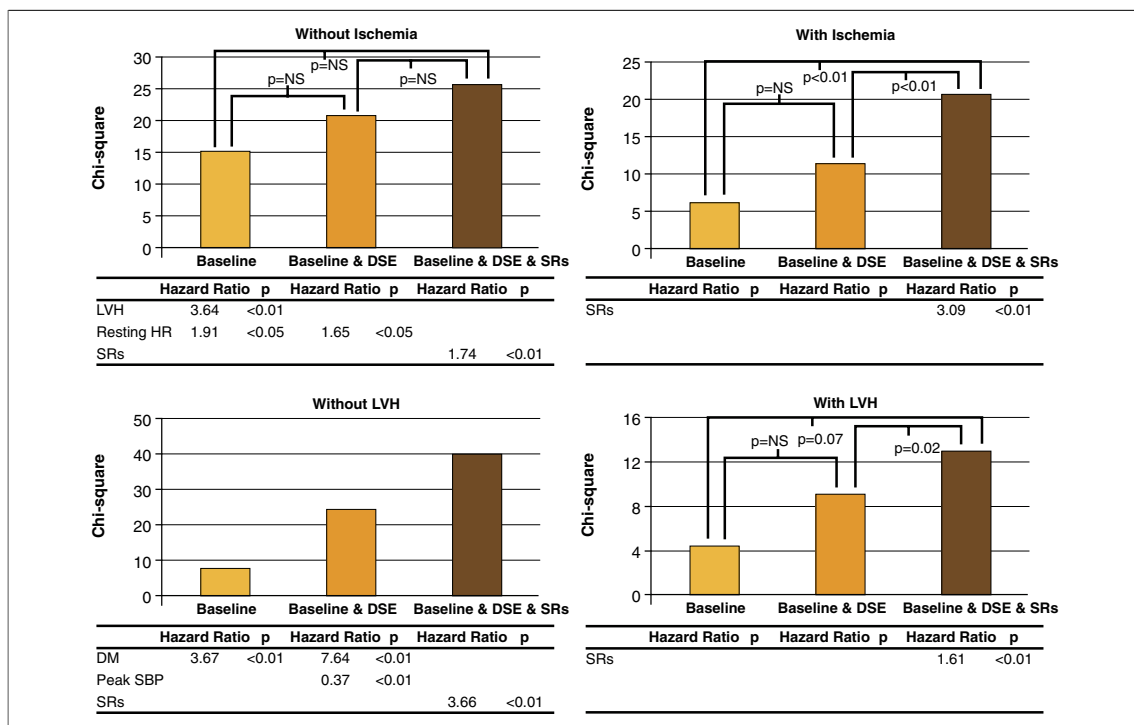 Without Ischemia
30
25
20
15
10
5
0
Chi-square
p=NS
p=NS
p=NS
Baseline Baseline & DSE Baseline & DSE & SRs
Hazard Ratio p Hazard Ratio p Hazard Ratio p
LVH 3.64 <0.01
Resting HR 1.91 <0.05 1.65 <0.05
SRs 1.74 <0.01
With Ischemia
25
20
15
10
5
0
Chi-square
p<0.01
p=NS
p<0.01
Baseline Baseline & DSE Baseline & DSE & SRs
Hazard Ratio p Hazard Ratio p Hazard Ratio p
SRs 3.09 <0.01
Without LVH
50
40
30
20
10
0
Chi-square
Baseline Baseline & DSE Baseline & DSE & SRs
Hazard Ratio p Hazard Ratio p Hazard Ratio p
DM 3.67 <0.01 7.64 <0.01
Peak SBP 0.37 <0.01
SRs 3.66 <0.01
With LVH
16
12
8
4
0
Chi-square
p=NS p=0.07
p=0.02
Baseline Baseline & DSE Baseline & DSE & SRs
Hazard Ratio p Hazard Ratio p Hazard Ratio p
SRs 1.61 <0.01